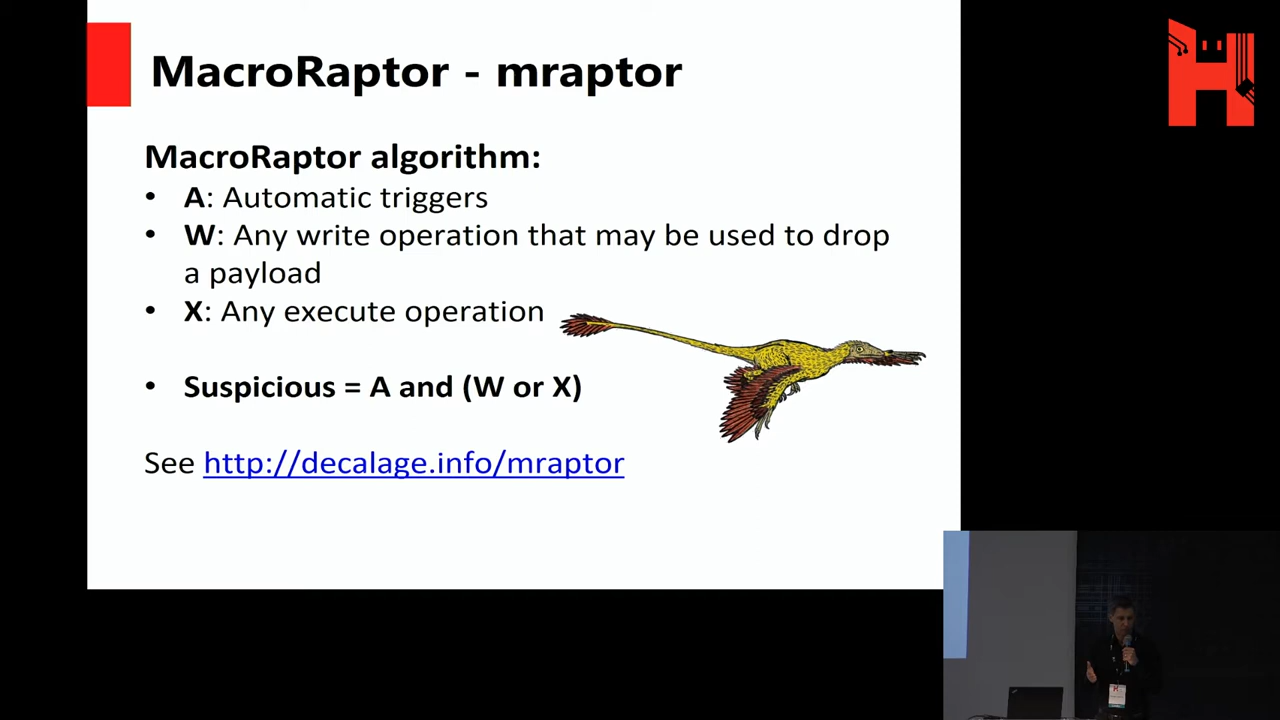 MacroRaptor - mraptor
MacroRaptor algorithm:
• A: Automatic triggers
• W: Any write operation that may be used to drop
a payload
• X: Any execute operation
• Suspicious = A and (W or X)
See http://decalage.info/mraptor